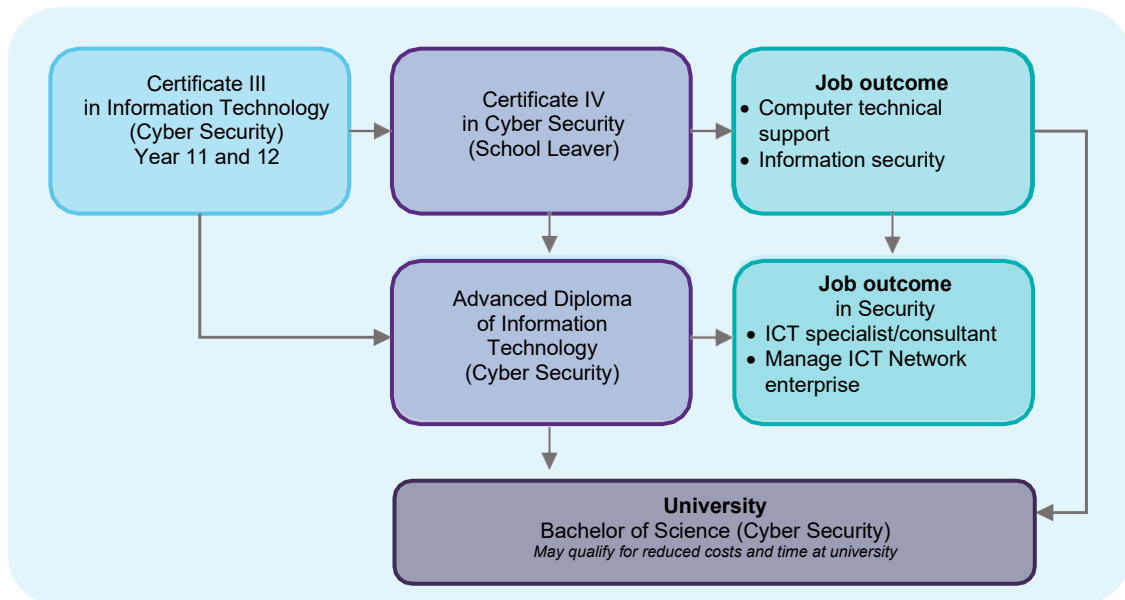 Certificate III
in Information Technology
(Cyber Security)
Year 11 and 12
Certificate IV
in Cyber Security
(School Leaver)
Job outcome
• Computer technical
support
• Information security
Advanced Diploma
of Information
Technology
(Cyber Security)
Job outcome
in Security
• ICT specialist/consultant
• Manage ICT Network
enterprise
University
Bachelor of Science (Cyber Security)
May qualify for reduced costs and time at university